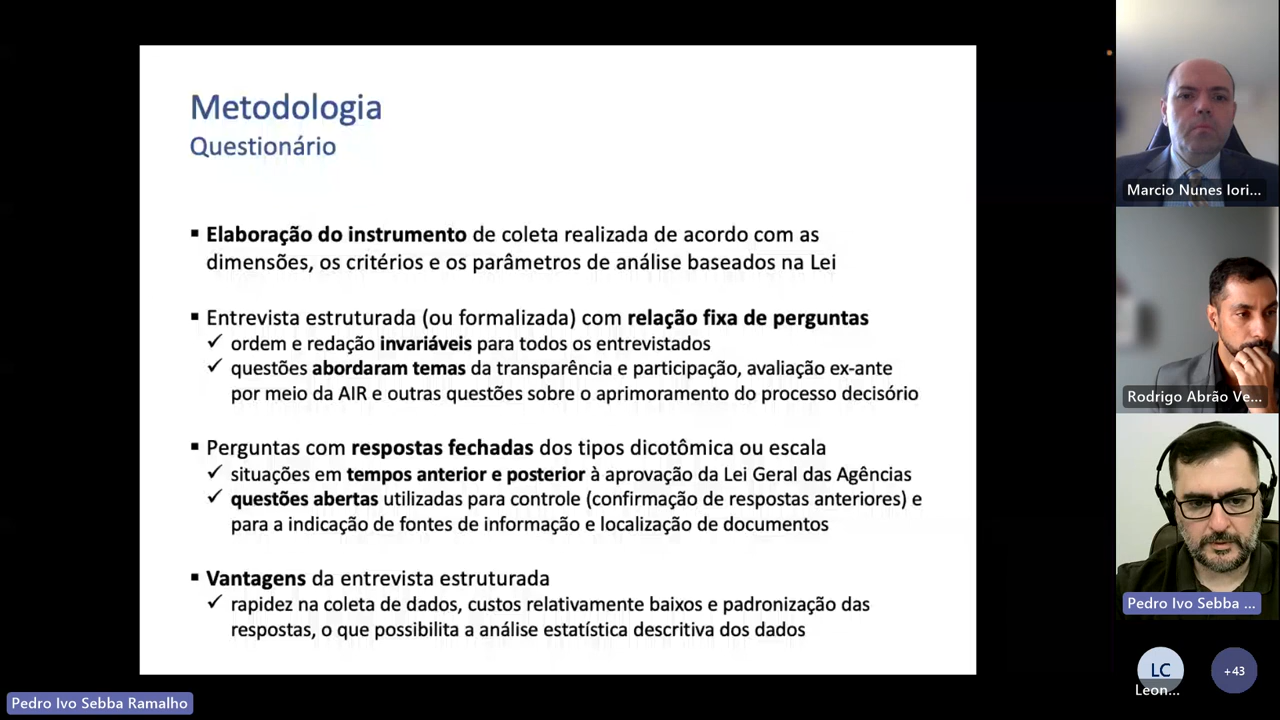 Metodologia
Questionário
▪ Elaboração do instrumento de coleta realizada de acordo com as
dimensões, os critérios e os parâmetros de análise baseados na Lei
▪ Entrevista estruturada (ou formalizada) com relação fixa de perguntas
✓ ordem e redação invariáveis para todos os entrevistados
✓ questões abordaram temas da transparência e participação, avaliação ex-ante
por meio da AIR e outras questões sobre o aprimoramento do processo decisório
▪ Perguntas com respostas fechadas dos tipos dicotômica ou escala
✓ situações em tempos anterior e posterior à aprovação da Lei Geral das Agências
✓ questões abertas utilizadas para controle (confirmação de respostas anteriores) e
para a indicação de fontes de informação e localização de documentos
▪ Vantagens da entrevista estruturada
✓ rapidez na coleta de dados, custos relativamente baixos e padronização das
respostas, o que possibilita a análise estatística descritiva dos dados
Marcio Nunes Iori...
Rodrigo Abrão Ve...
Pedro Ivo Sebba ...
LC
Leon...
+43
Pedro Ivo Sebba Ramalho